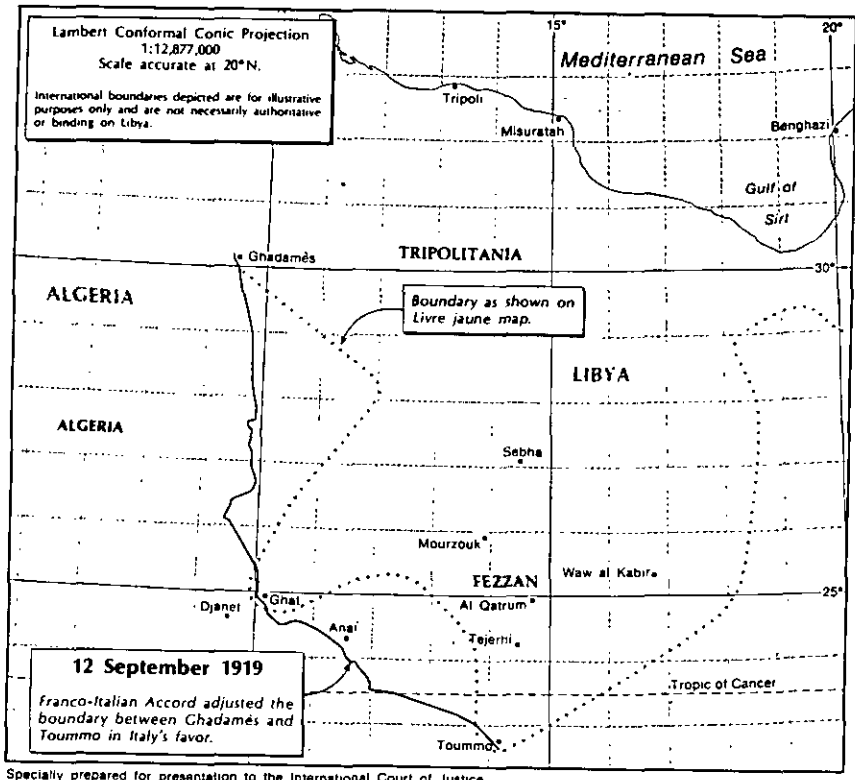 Lambert Conformal Conic Projection
1:12,877,000
Scale accurate at 20°N.
International boundaries depicted are for illustrative
purposes only and are not necessarily authoritative
or binding on Libya.
15°
20°
Mediterranean Sea
Tripoli
Misuratah
Benghazi
Gulf of
Sirt
Ghadamès
TRIPOLITANIA
30°
ALGERIA
Boundary as shown on
Livre jaune map.
LIBYA
ALGERIA
Sebha
Mourzouk
FEZZAN
Waw al Kabir
25°
Djanet
Ghat
Al Qatrum
Anaï
Tejerhi
12 September 1919
Franco-Italian Accord adjusted the
boundary between Ghadamès and
Toummo in Italy's favor.
Tropic of Cancer
Toummo
Specially prepared for presentation to the International Court of Justice.